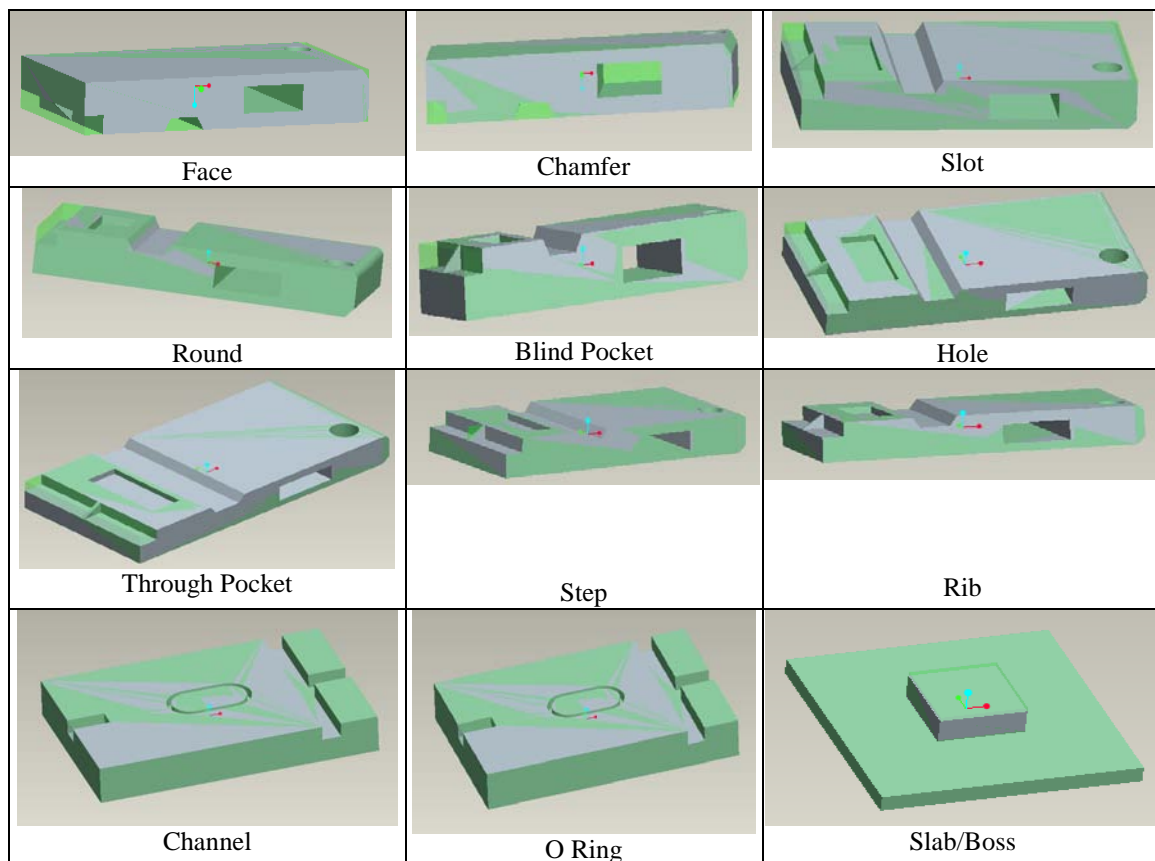 Face
Chamfer
Slot
Round
Blind Pocket
Hole
Through Pocket
Step
Rib
Channel
O Ring
Slab/Boss